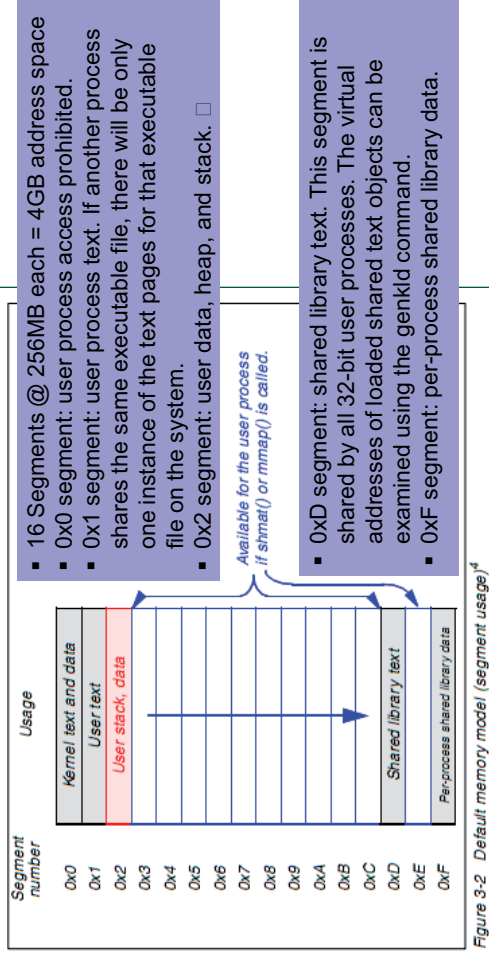 Segment number
Usage
0x0 Kernel text and data
0x1 User text
0x2 User stack, data
0x3
0x4
0x5
0x6
0x7
0x8
0x9
0xA
0xB
0xC
0xD Shared library text
0xE
0xF Per-process shared library data
Available for the user process
if shmat() or mmap() is called.
Figure 3-2 Default memory model (segment usage)4
▪ 16 Segments @ 256MB each = 4GB address space
▪ 0x0 segment: user process access prohibited.
▪ 0x1 segment: user process text. If another process
shares the same executable file, there will be only
one instance of the text pages for that executable
file on the system.
▪ 0x2 segment: user data, heap, and stack. □
▪ 0xD segment: shared library text. This segment is
shared by all 32-bit user processes. The virtual
addresses of loaded shared text objects can be
examined using the genkld command.
▪ 0xF segment: per-process shared library data.